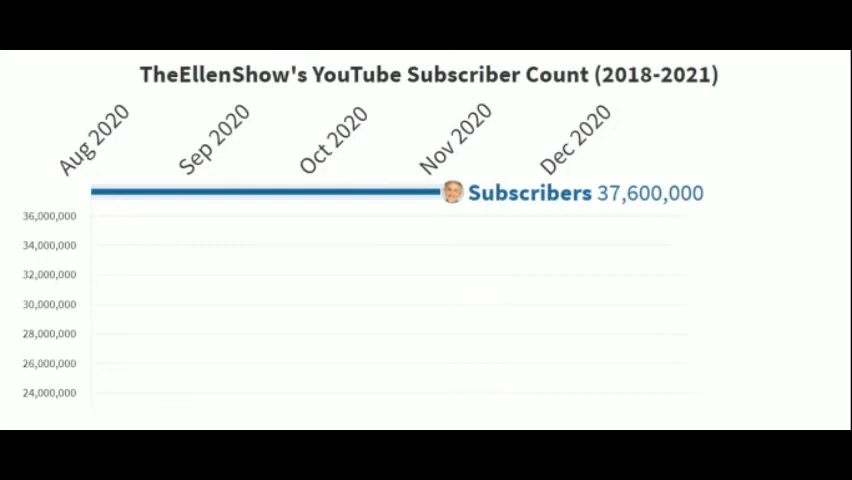 TheEllenShow's YouTube Subscriber Count (2018-2021)
Aug 2020
Sep 2020
Oct 2020
Nov 2020
Dec 2020
Subscribers 37,600,000
36,000,000
34,000,000
32,000,000
30,000,000
28,000,000
26,000,000
24,000,000